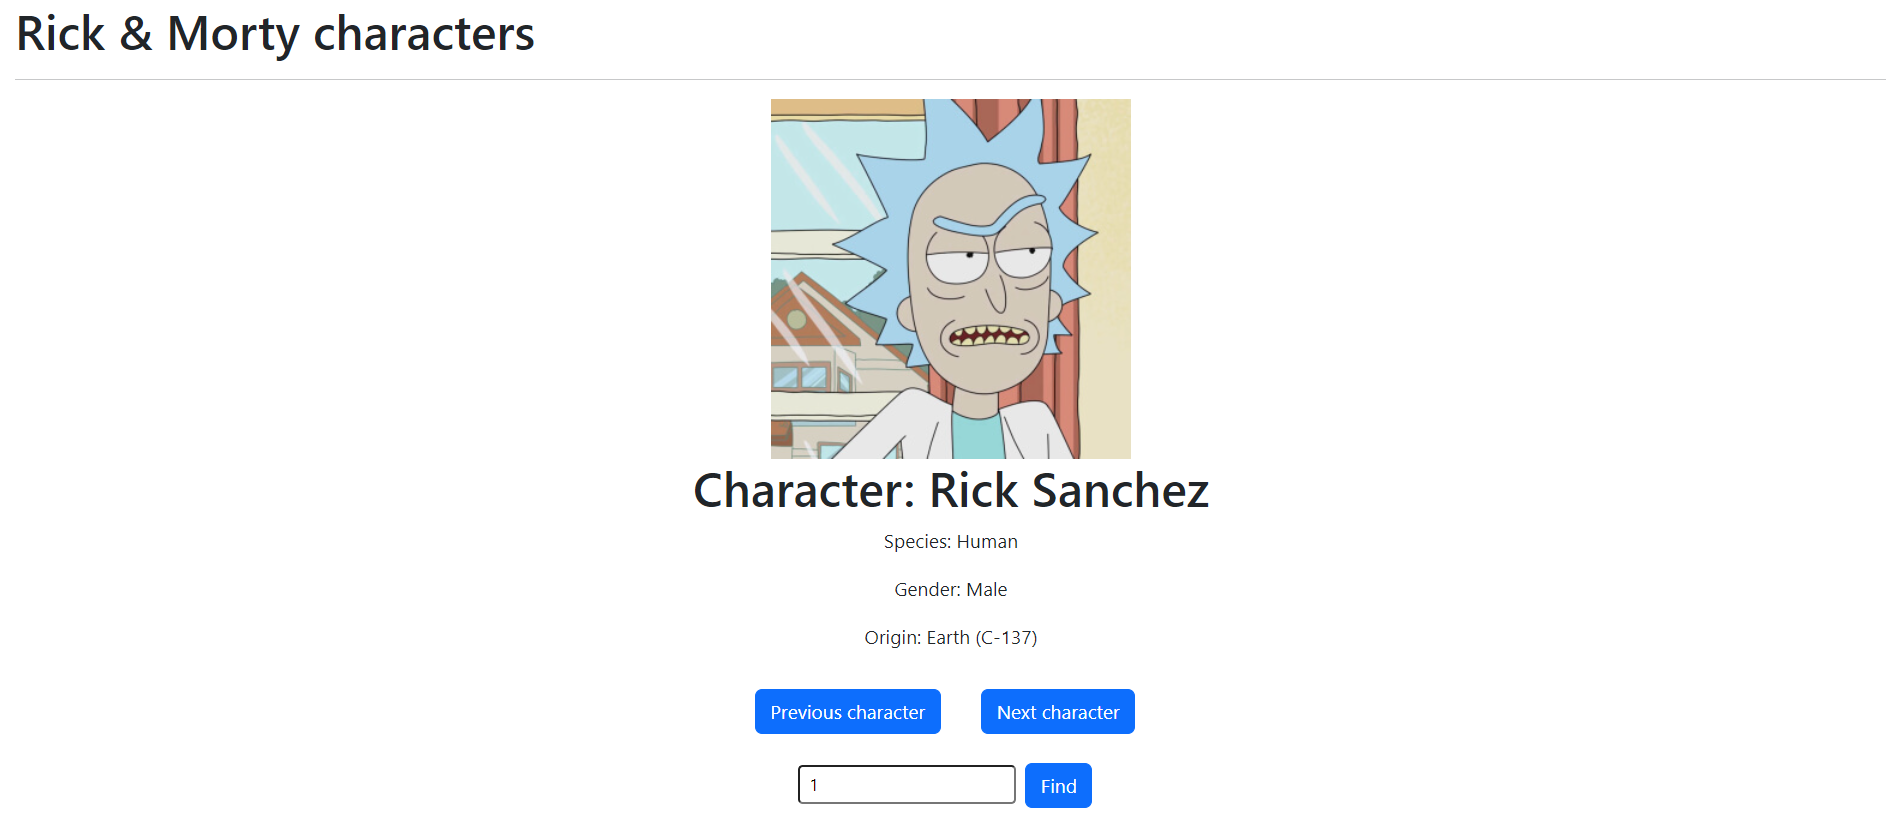 Rick & Morty characters
Character: Rick Sanchez
Species: Human
Gender: Male
Origin: Earth (C-137)
Previous character Next character
1 Find